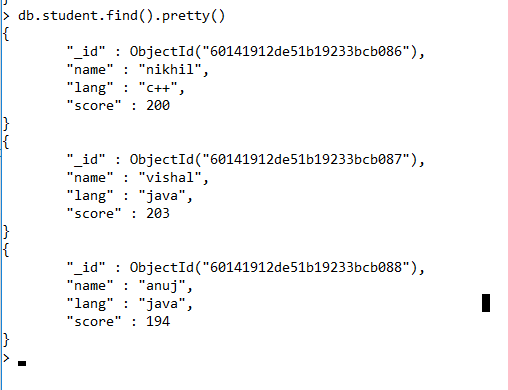 > db.student.find().pretty()
{
"_id" : ObjectId("60141912de51b19233bcb086"),
"name" : "nikhil",
"lang" : "c++",
"score" : 200
}
{
"_id" : ObjectId("60141912de51b19233bcb087"),
"name" : "vishal",
"lang" : "java",
"score" : 203
}
{
"_id" : ObjectId("60141912de51b19233bcb088"),
"name" : "anuj",
"lang" : "java",
"score" : 194
}
>